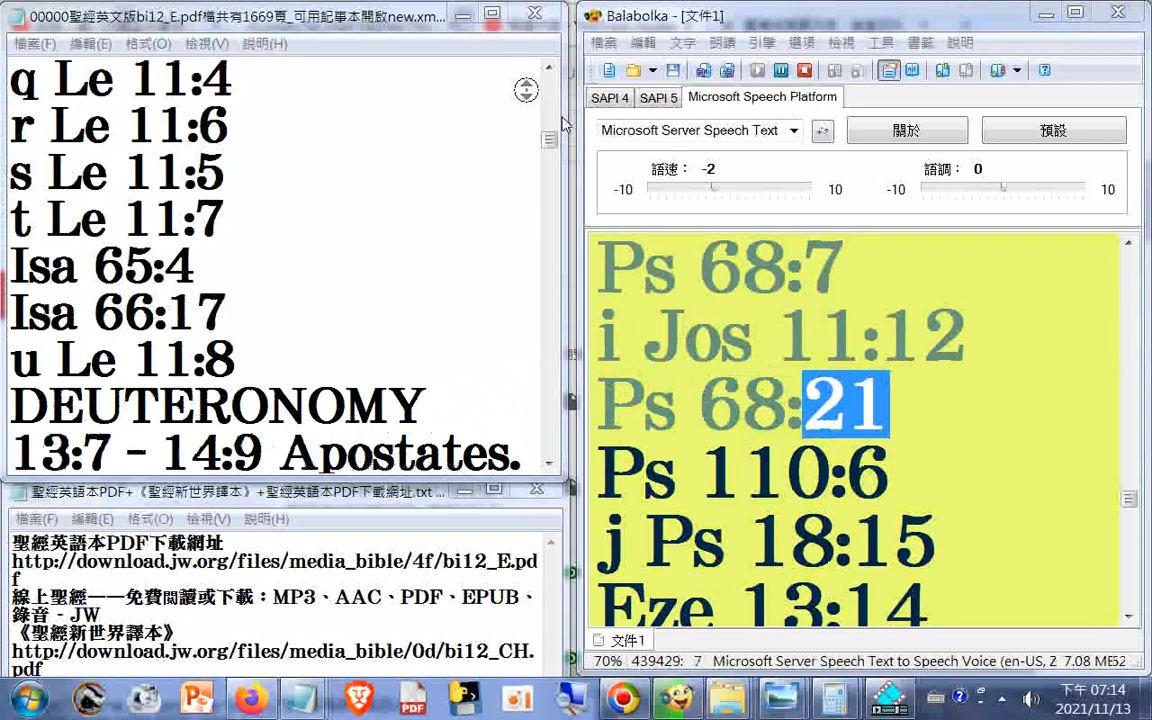 00000聖經英文版bi12_E.pdf檔共有1669頁_可用記事本開啟new.xm...
檔案(F) 編輯(E) 格式(O) 檢視(V) 說明(H)
q Le 11:4
r Le 11:6
s Le 11:5
t Le 11:7
Isa 65:4
Isa 66:17
u Le 11:8
DEUTERONOMY
13:7 - 14:9 Apostates.
聖經英語本PDF+《聖經新世界譯本》+聖經英語本PDF下載網址.txt ...
檔案(F) 編輯(E) 格式(O) 檢視(V) 說明(H)
聖經英語本PDF下載網址
http://download.jw.org/files/media_bible/4f/bi12_E.pd
f
線上聖經——免費閱讀或下載：MP3、AAC、PDF、EPUB、
錄音 - JW
《聖經新世界譯本》
http://download.jw.org/files/media_bible/0d/bi12_CH.
pdf
Balabolka - [文件1]
檔案 編輯 文字 朗讀 引擎 選項 檢視 工具 書籤 說明
SAPI 4 SAPI 5 Microsoft Speech Platform
Microsoft Server Speech Text 關於 預設
語速： -2 語調： 0
-10 10 -10 10
Ps 68:7
i Jos 11:12
Ps 68:21
Ps 110:6
j Ps 18:15
Eze 13:14
文件1
70% 439429: 7 Microsoft Server Speech Text to Speech Voice (en-US, Z 7.08 ME52
PDF
下午 07:14
2021/11/13